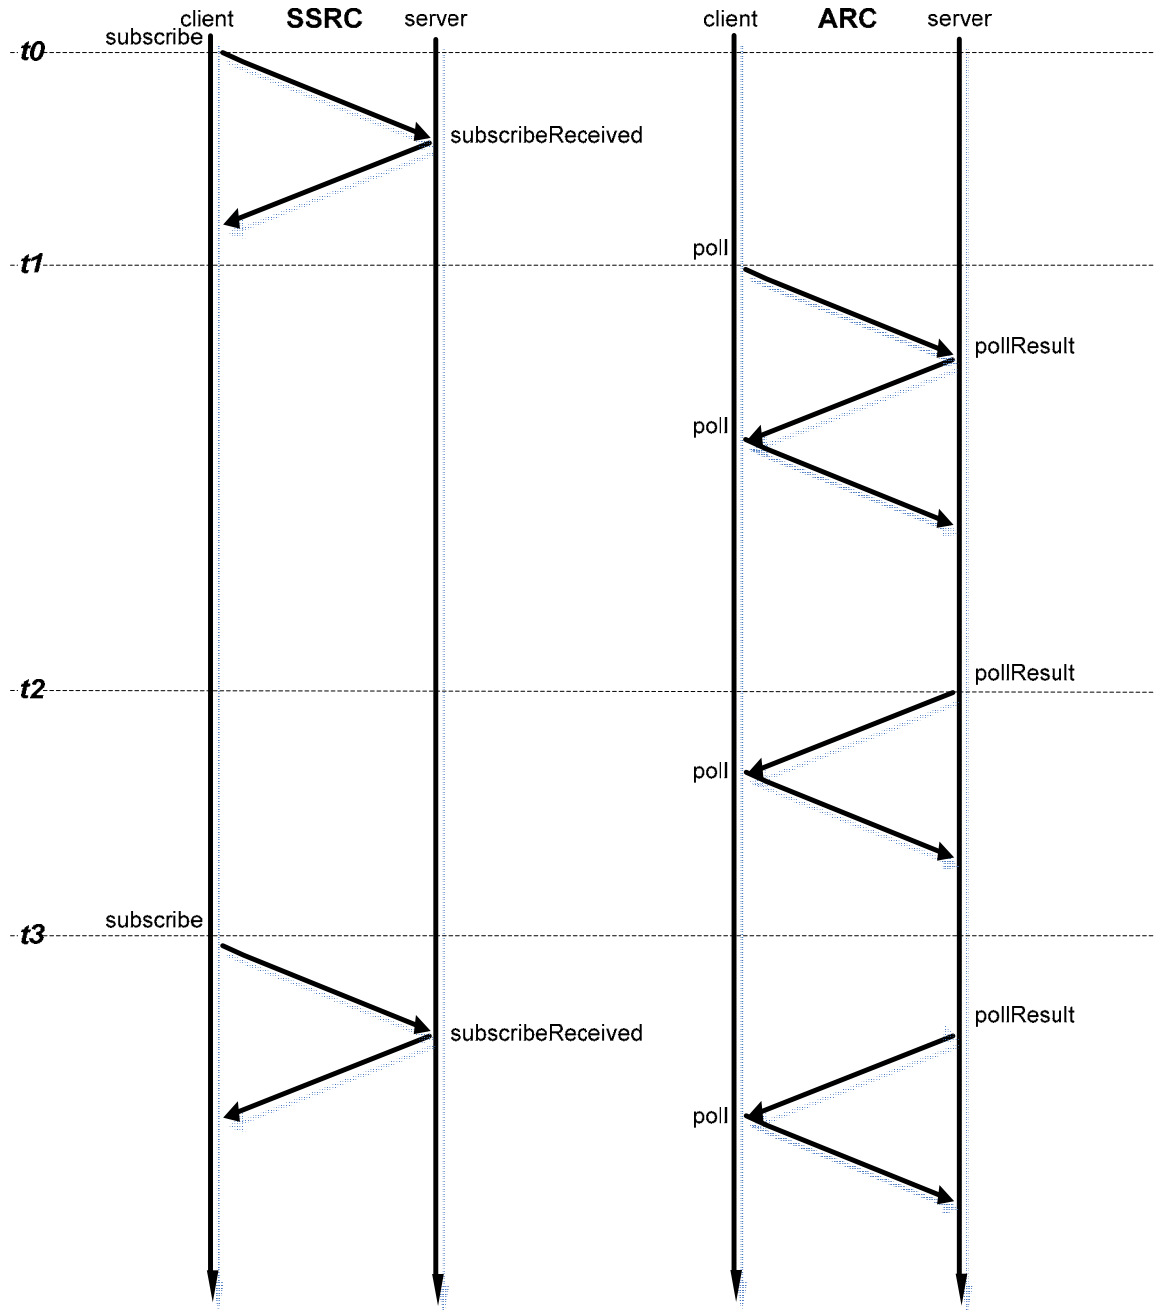 client SSRC server client ARC server
subscribe
t0
subscribeReceived
poll
t1
pollResult
poll
pollResult
t2
poll
subscribe
t3
pollResult
subscribeReceived
poll